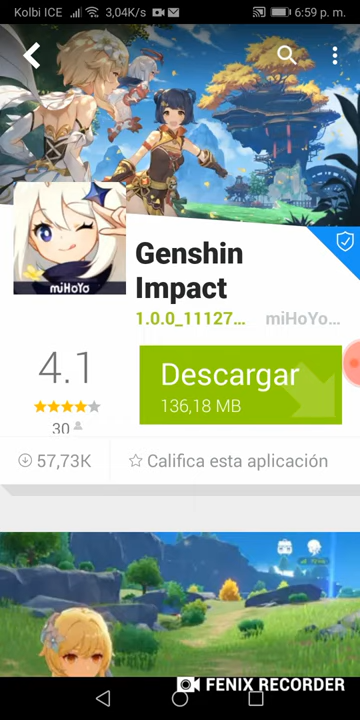 Kolbi ICE 3,04K/s 6:59 p. m.
miHoYo
Genshin
Impact
1.0.0_11127... miHoYo...
4.1
Descargar
136,18 MB
30
57,73K
Califica esta aplicación
FENIX RECORDER